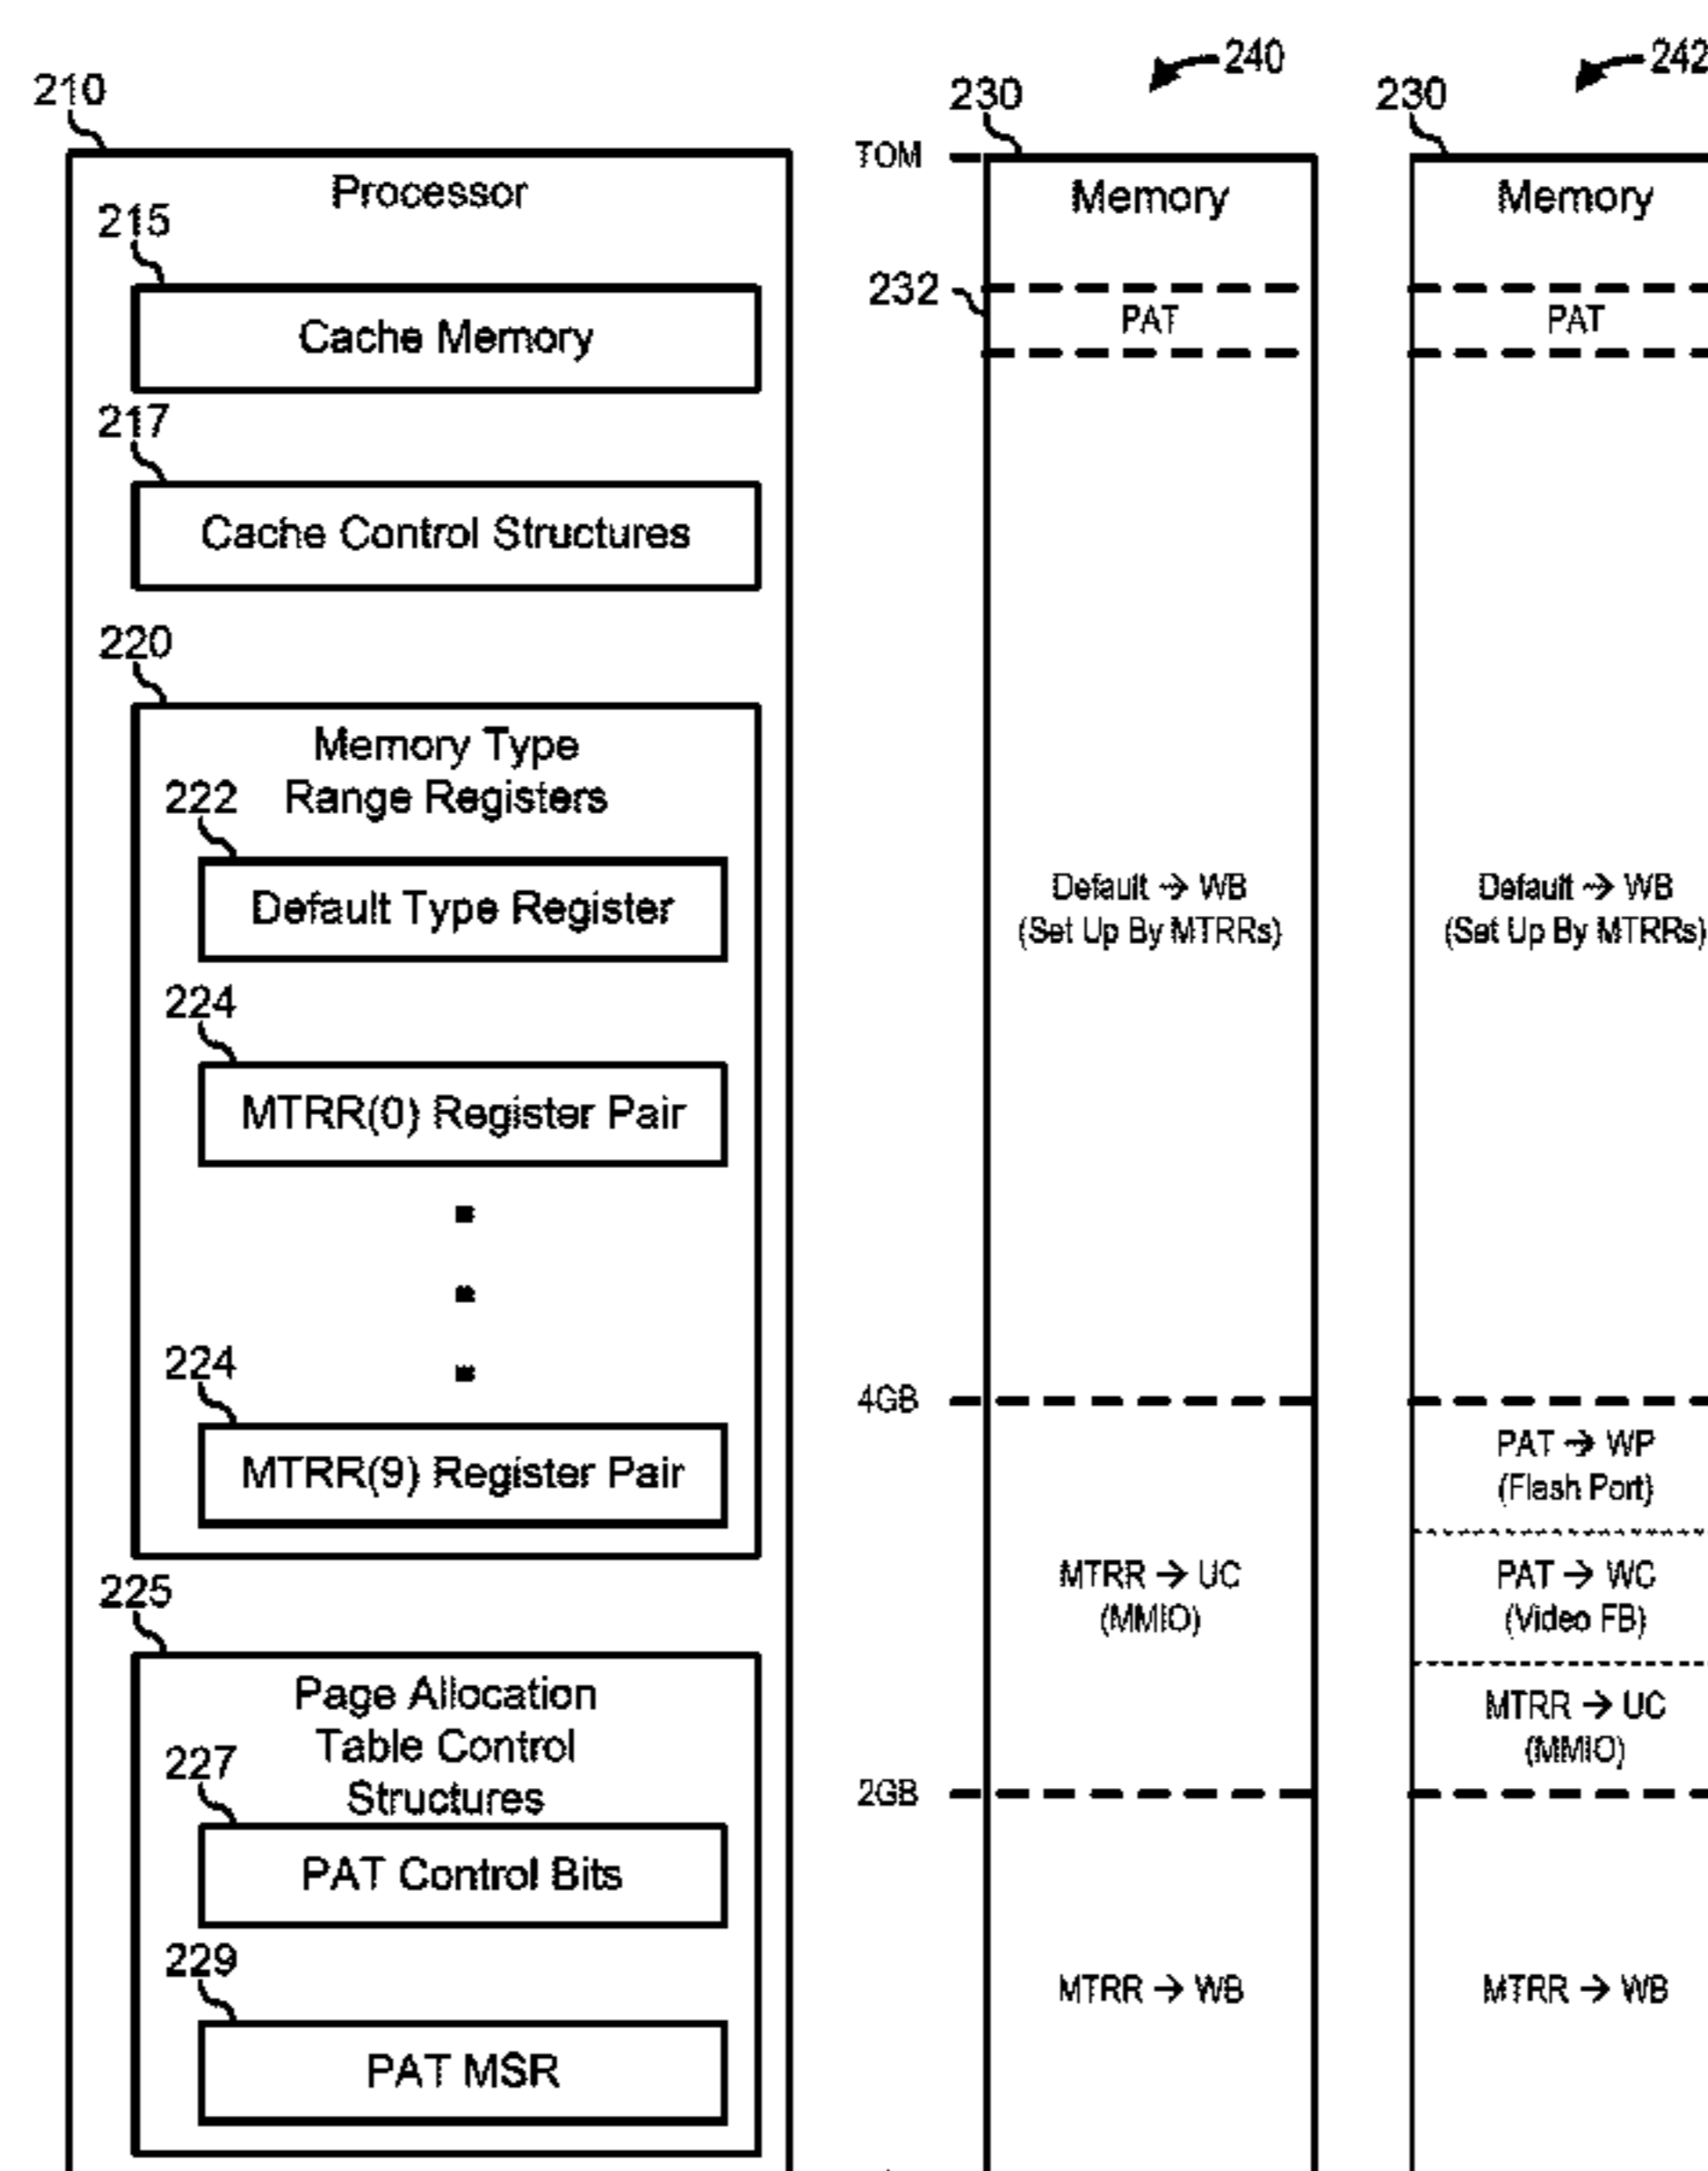 210
Processor
215
Cache Memory
217
Cache Control Structures
220
Memory Type
Range Registers
222
Default Type Register
224
MTRR(0) Register Pair
224
MTRR(9) Register Pair
225
Page Allocation
Table Control
Structures
227
PAT Control Bits
229
PAT MSR
240
230
TOM
Memory
232
PAT
Default → WB
(Set Up By MTRRs)
4GB
MTRR → UC
(MMIO)
2GB
MTRR → WB
242
230
Memory
PAT
Default → WB
(Set Up By MTRRs)
PAT → WP
(Flash Port)
PAT → WC
(Video FB)
MTRR → UC
(MMIO)
MTRR → WB